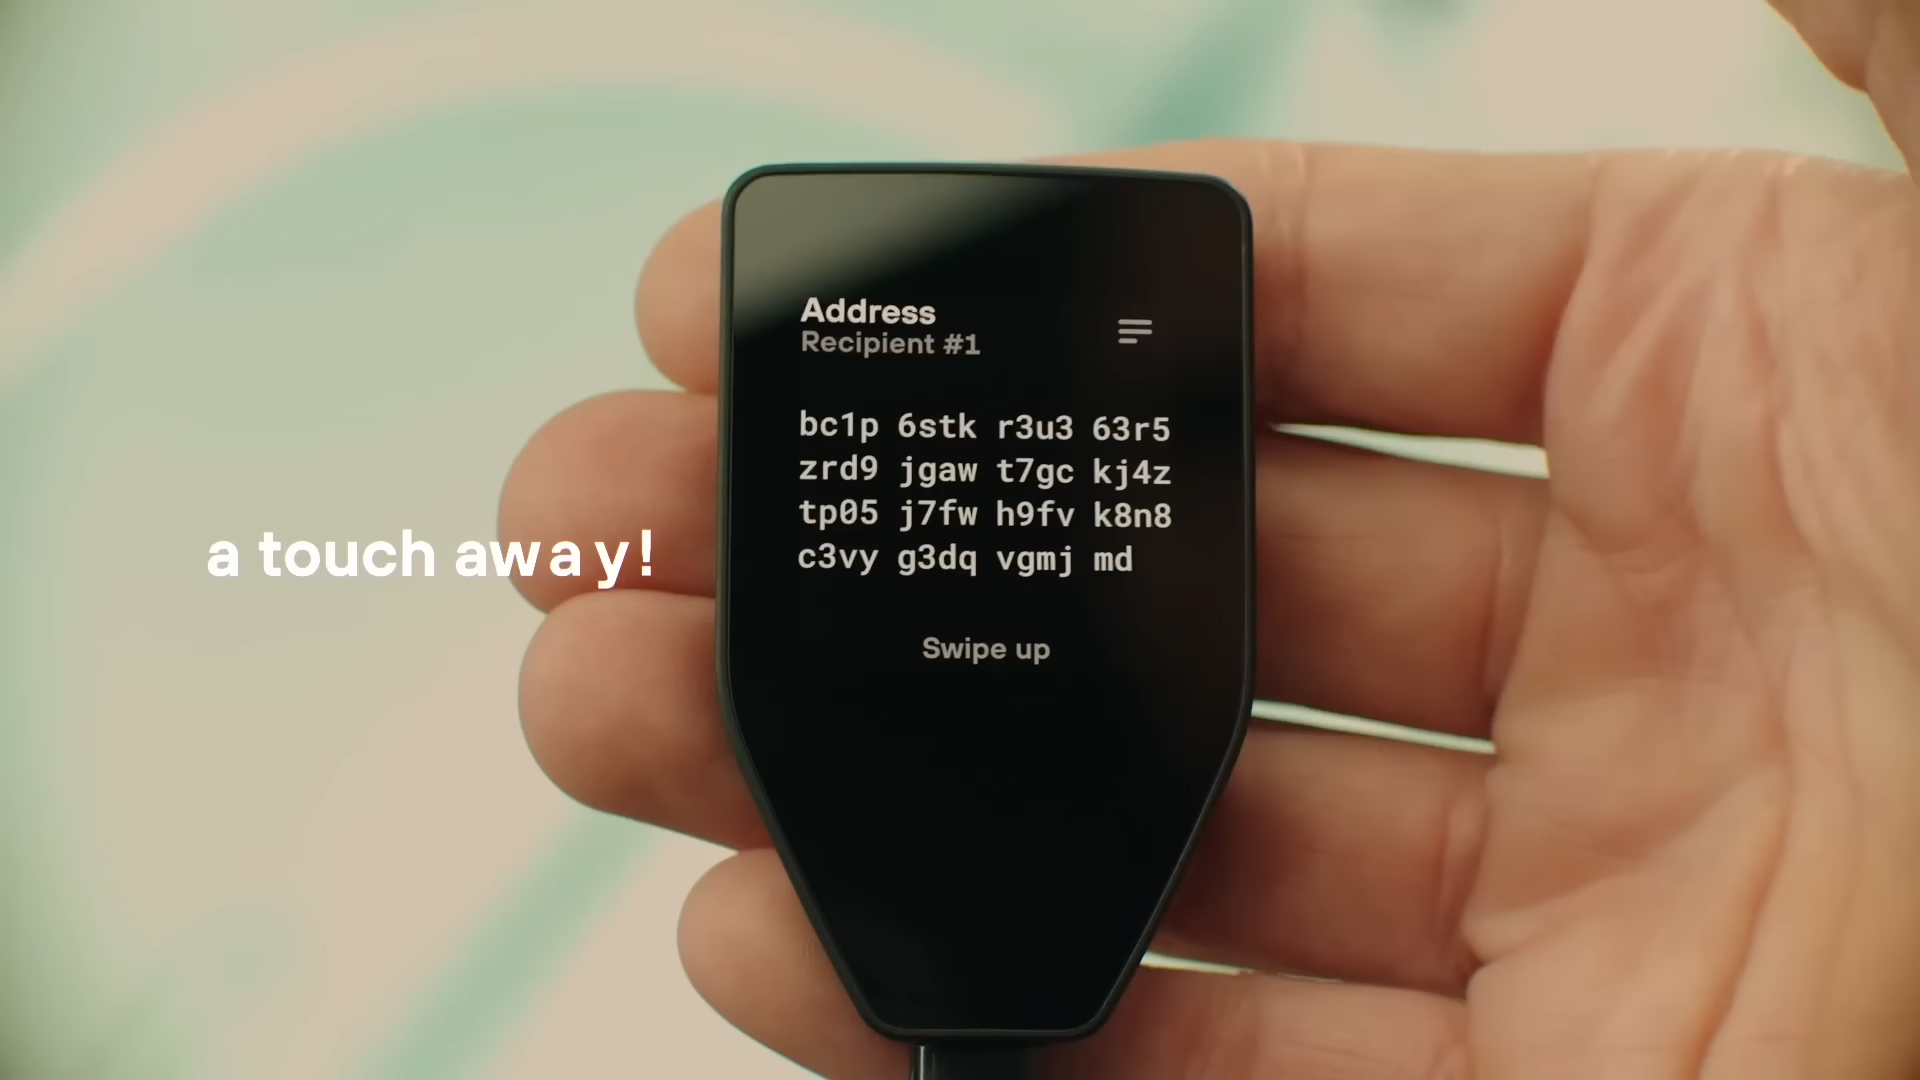 a touch away!
Address
Recipient #1
bc1p 6stk r3u3 63r5
zrd9 jgaw t7gc kj4z
tp05 j7fw h9fv k8n8
c3vy g3dq vgmj md
Swipe up